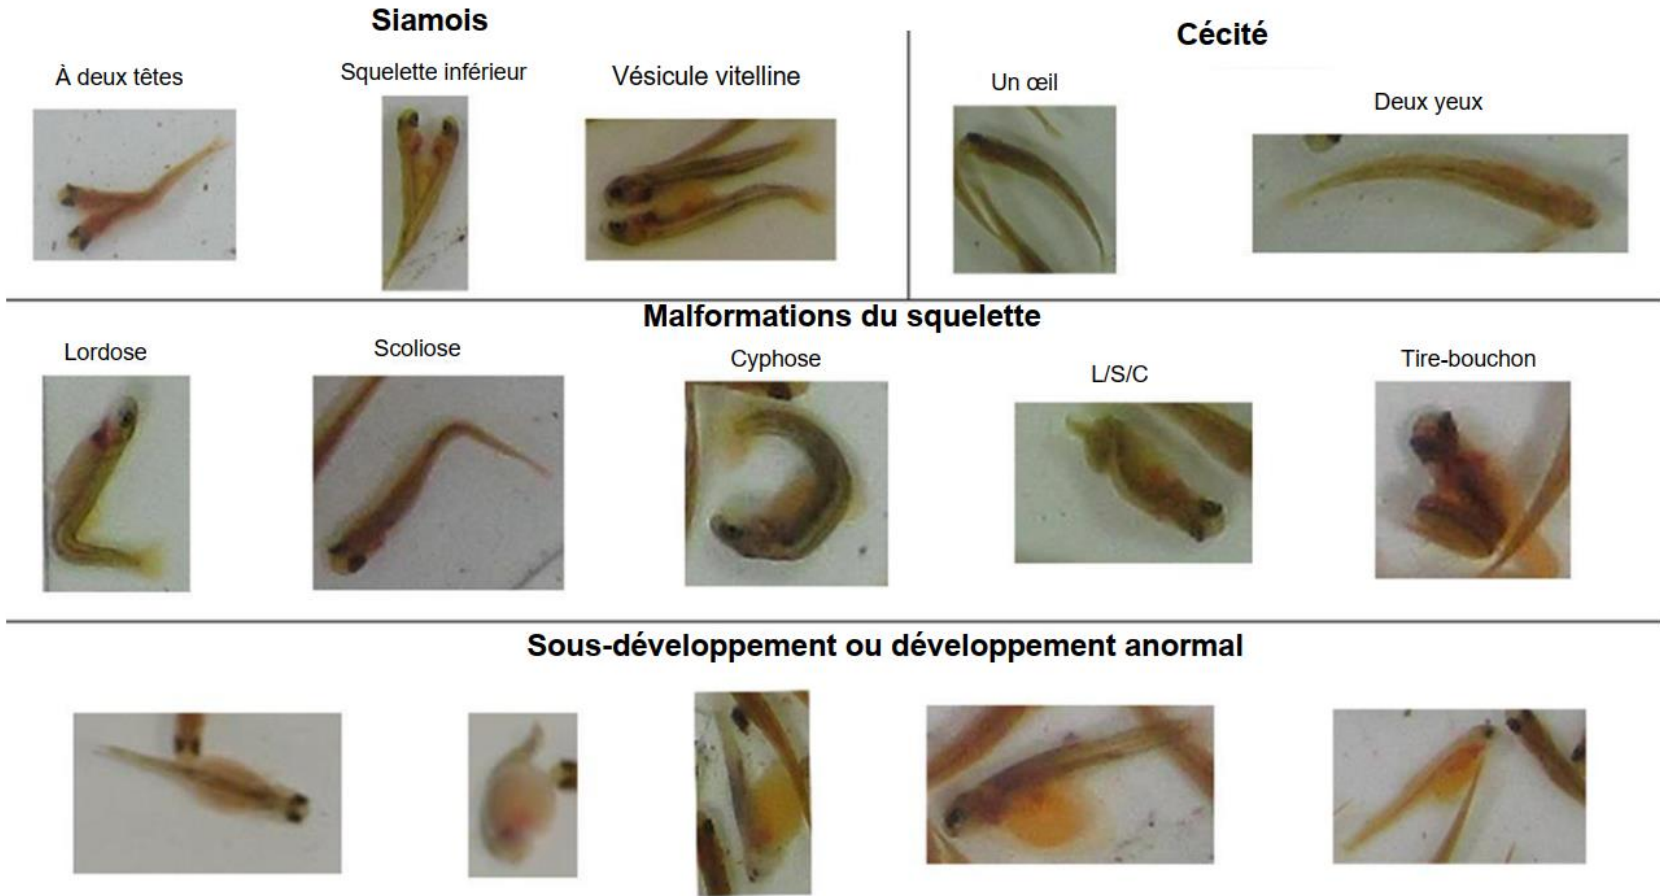 Siamois
À deux têtes
Squelette inférieur
Vésicule vitelline
Cécité
Un œil
Deux yeux
Malformations du squelette
Lordose
Scoliose
Cyphose
L/S/C
Tire-bouchon
Sous-développement ou développement anormal